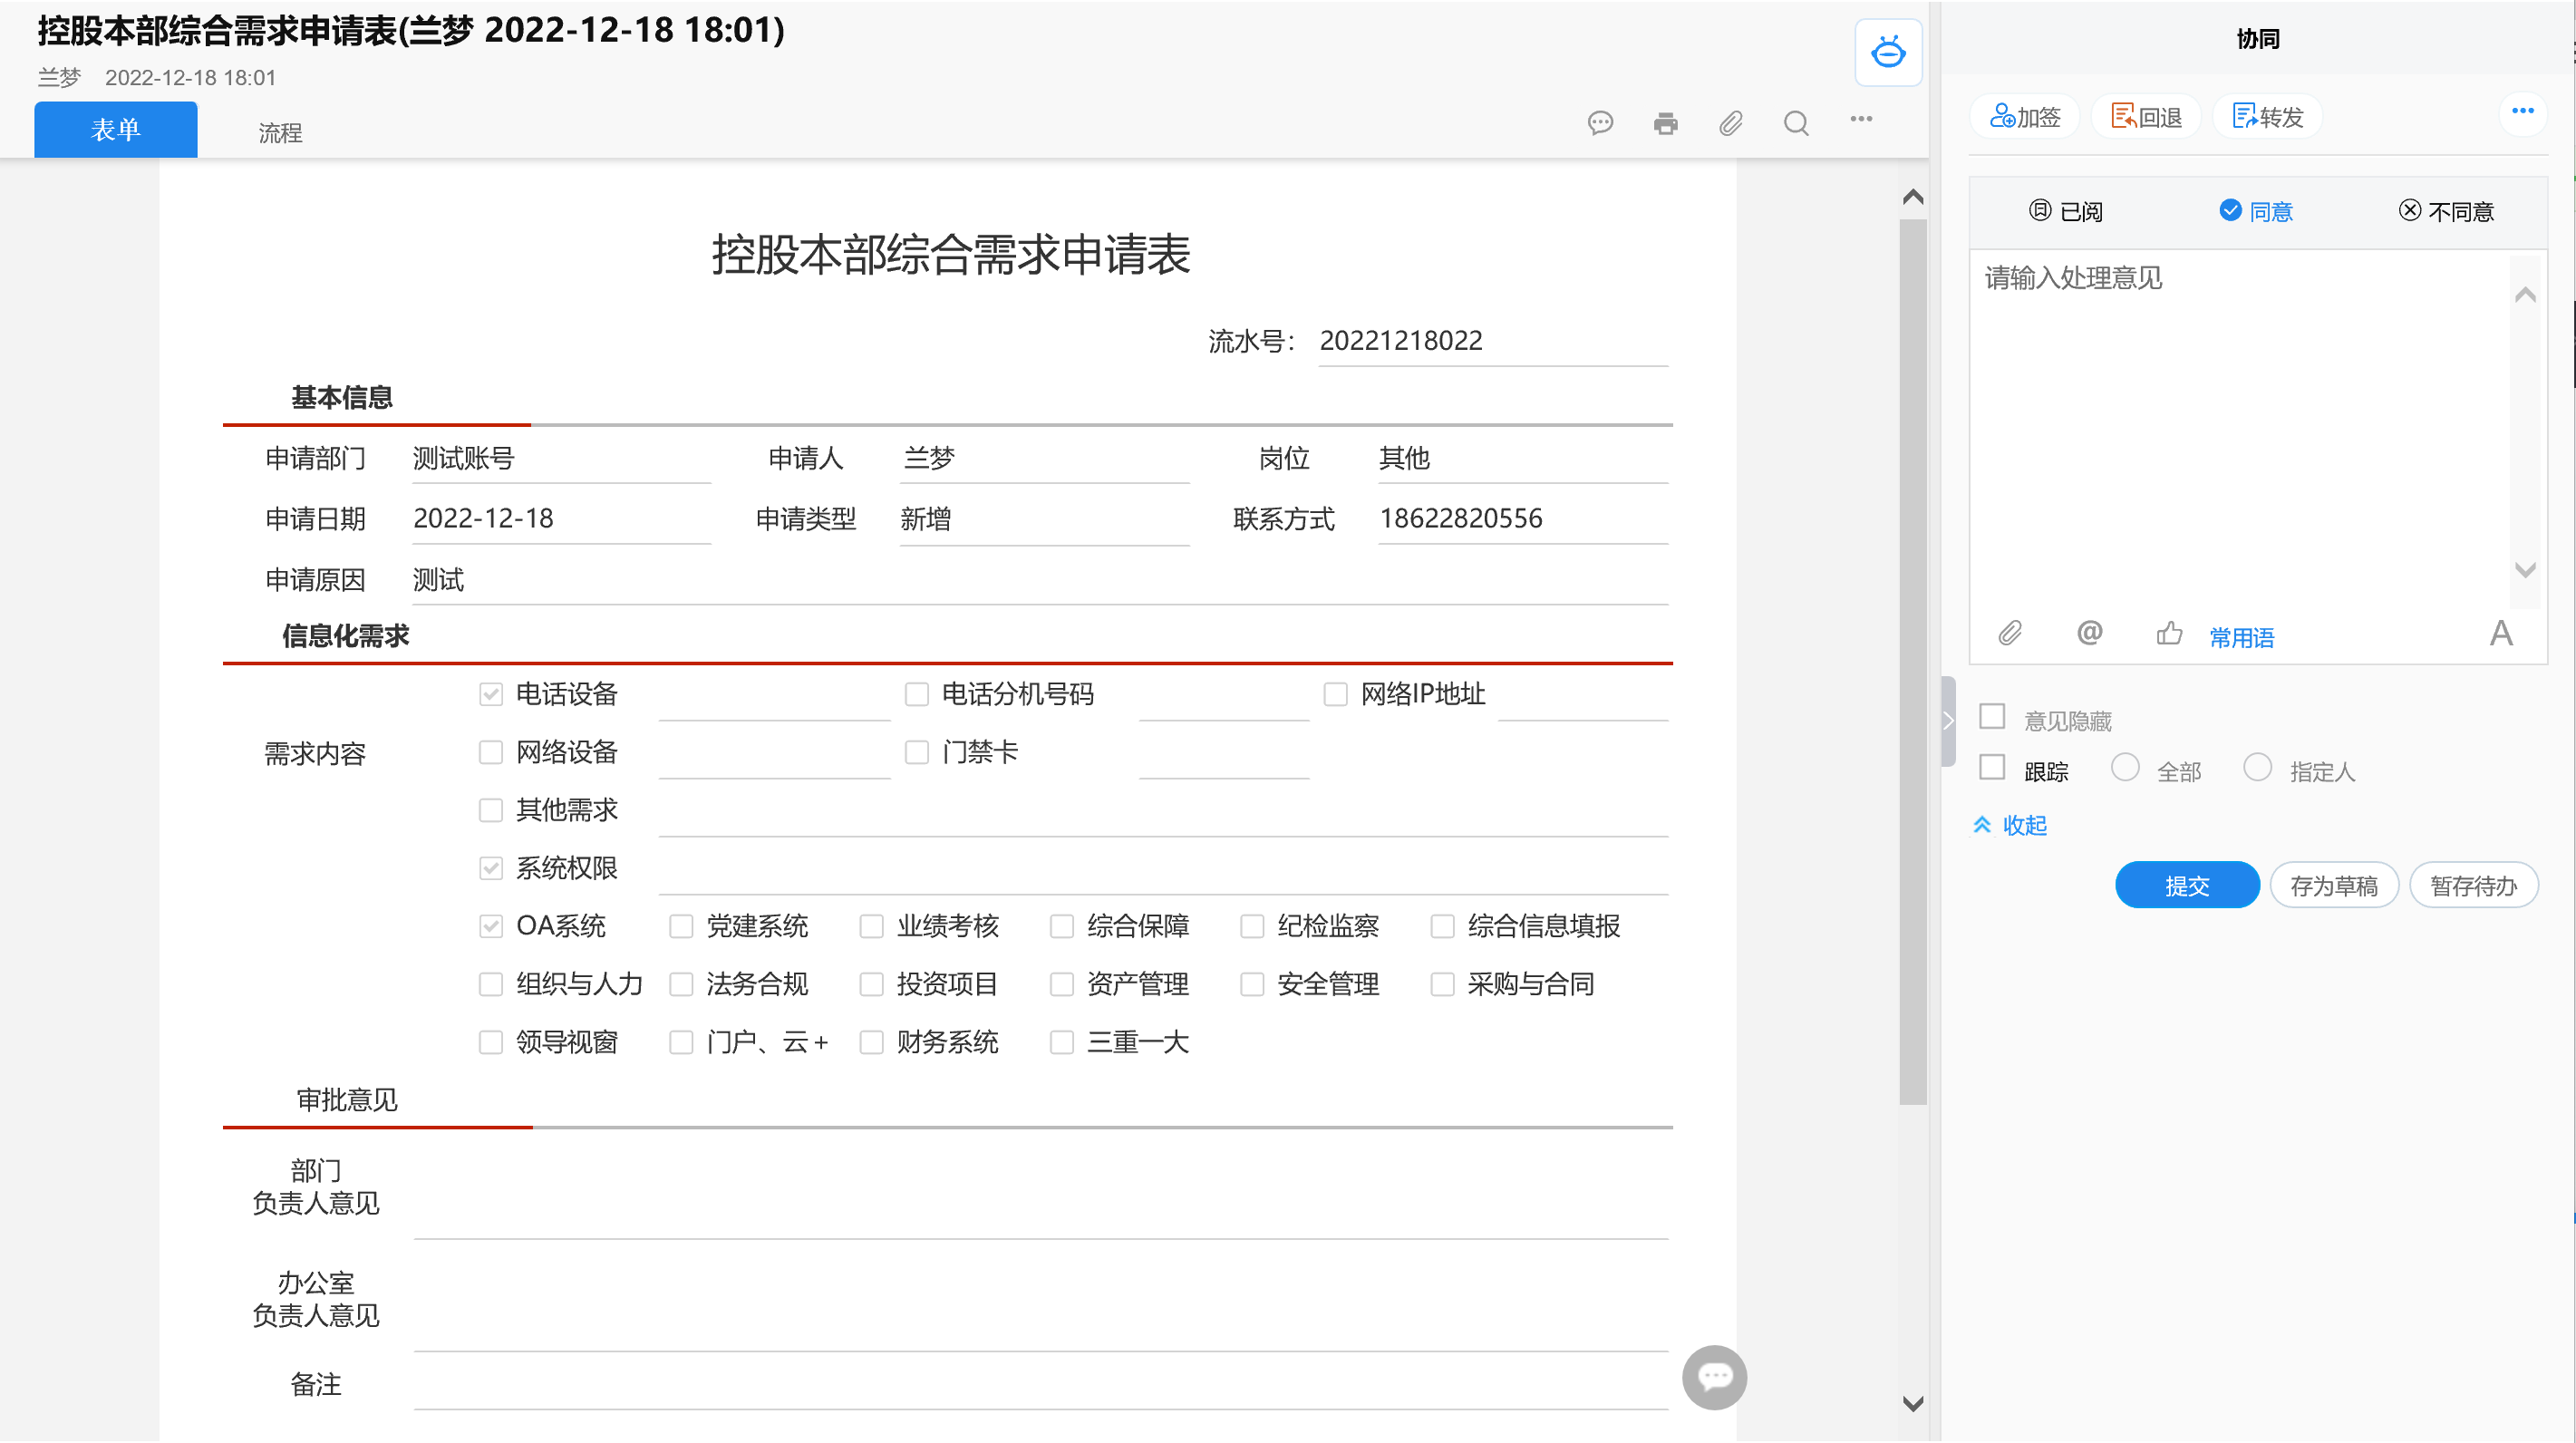 控股本部综合需求申请表(兰梦 2022-12-18 18:01)
兰梦 2022-12-18 18:01
表单 流程
控股本部综合需求申请表
流水号： 20221218022
基本信息
申请部门 测试账号 申请人 兰梦 岗位 其他
申请日期 2022-12-18 申请类型 新增 联系方式 18622820556
申请原因 测试
信息化需求
电话设备 电话分机号码 网络IP地址
需求内容 网络设备 门禁卡
其他需求
系统权限
OA系统 党建系统 业绩考核 综合保障 纪检监察 综合信息填报
组织与人力 法务合规 投资项目 资产管理 安全管理 采购与合同
领导视窗 门户、云+ 财务系统 三重一大
审批意见
部门
负责人意见
办公室
负责人意见
备注
协同
加签 回退 转发
已阅 同意 不同意
请输入处理意见
@ 常用语 A
意见隐藏
跟踪 全部 指定人
收起
提交 存为草稿 暂存待办